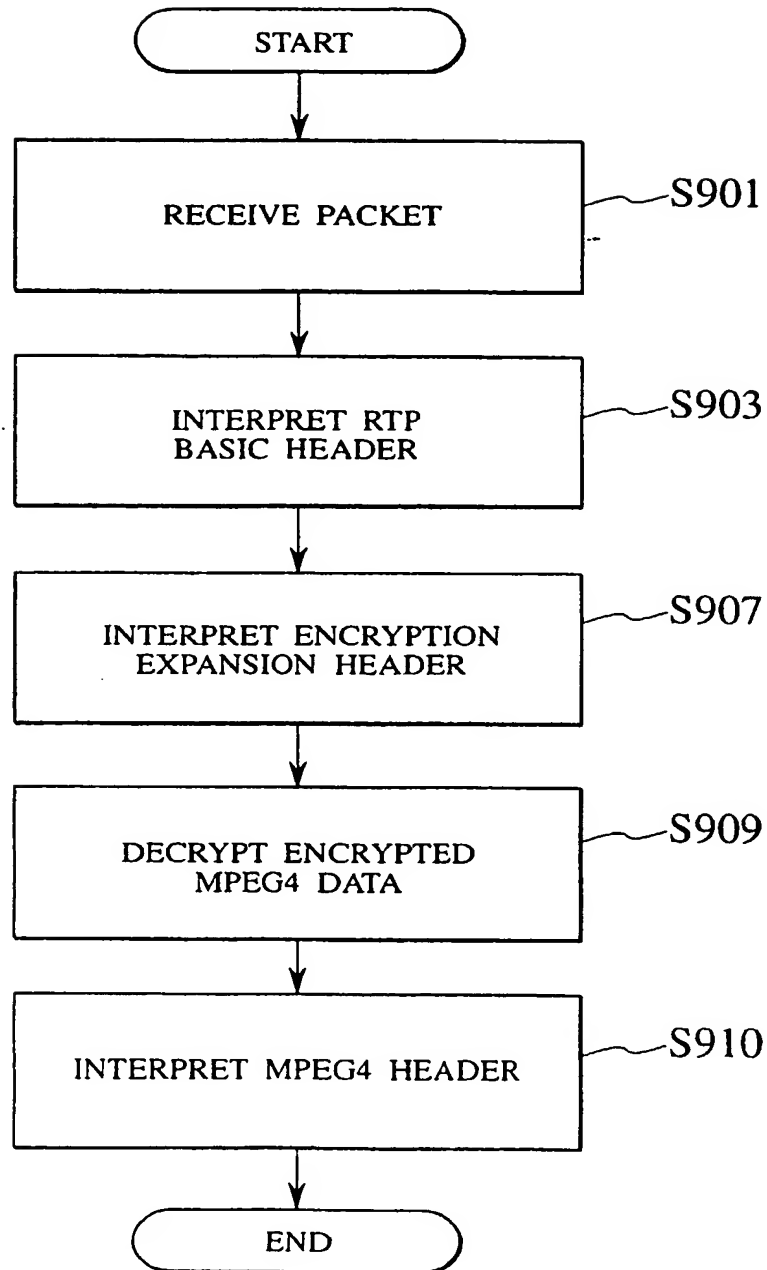 START
RECEIVE PACKET
S901
INTERPRET RTP
BASIC HEADER
S903
INTERPRET ENCRYPTION
EXPANSION HEADER
S907
DECRYPT ENCRYPTED
MPEG4 DATA
S909
INTERPRET MPEG4 HEADER
S910
END